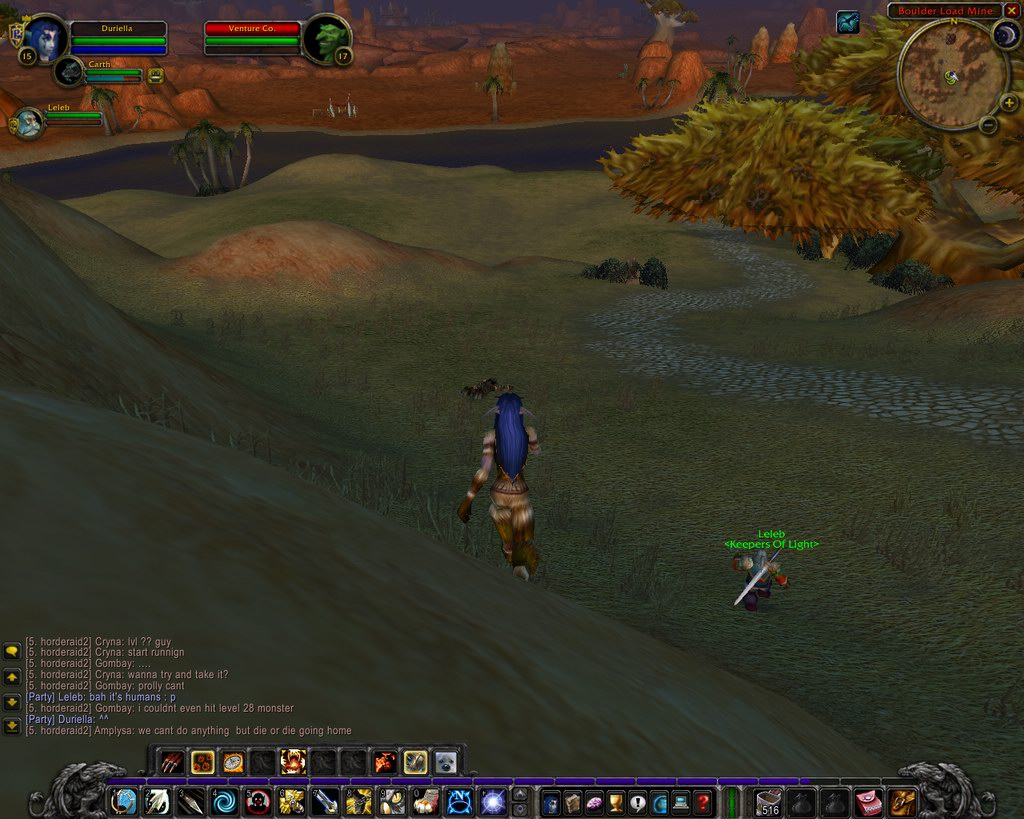 Duriella
15
Venture Co.
17
Boulder Load Mine
N
Carth
Leleb
Leleb
<Keepers Of Light>
[5. horderaid2] Cryna: lvl ?? guy
[5. horderaid2] Cryna: start runnign
[5. horderaid2] Gombay: ....
[5. horderaid2] Cryna: wanna try and take it?
[5. horderaid2] Gombay: prolly cant
[Party] Leleb: bah it's humans : p
[5. horderaid2] Gombay: i couldnt even hit level 28 monster
[Party] Duriella: ^^
[5. horderaid2] Amplysa: we cant do anything  but die or die going home
516